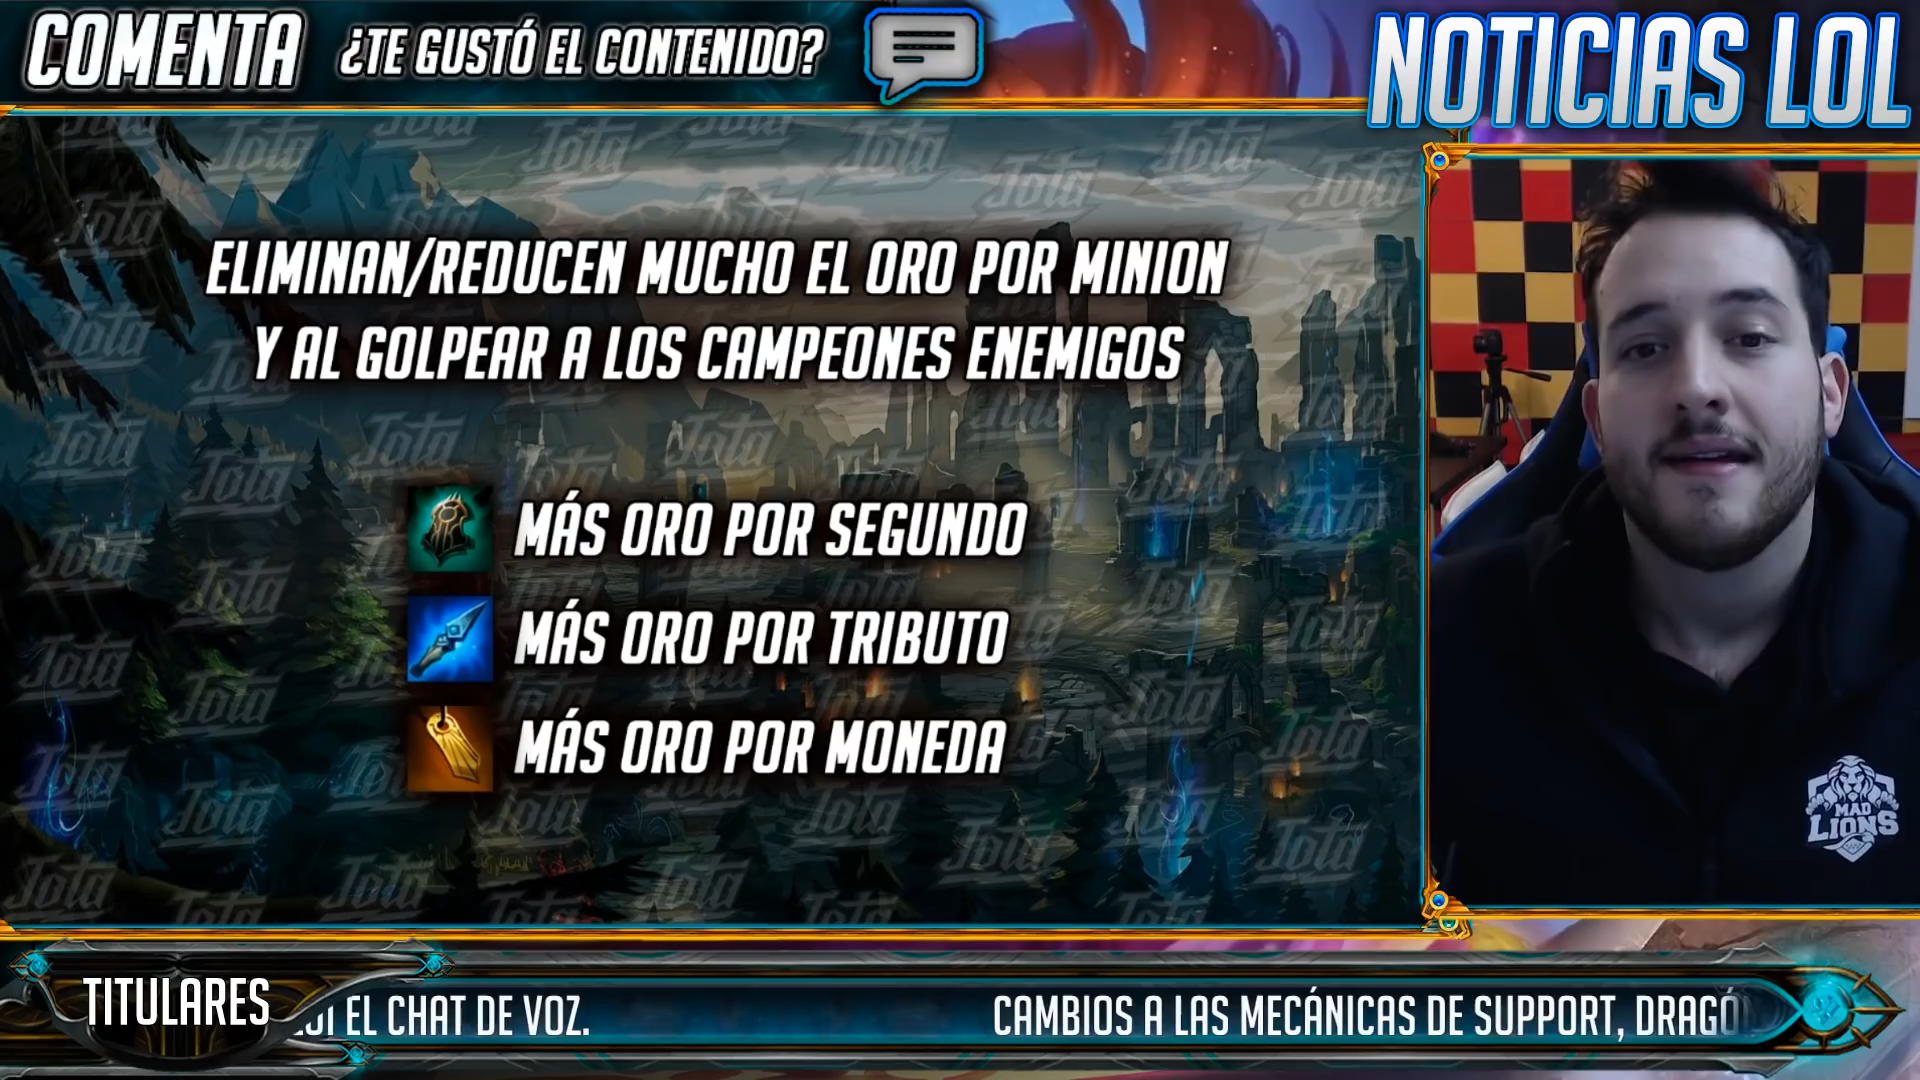 COMENTA
¿TE GUSTÓ EL CONTENIDO?
NOTICIAS LOL
ELIMINAN/REDUCEN MUCHO EL ORO POR MINION
Y AL GOLPEAR A LOS CAMPEONES ENEMIGOS
MÁS ORO POR SEGUNDO
MÁS ORO POR TRIBUTO
MÁS ORO POR MONEDA
Jota
MAD
LIONS
TITULARES
EL CHAT DE VOZ.
CAMBIOS A LAS MECÁNICAS DE SUPPORT, DRAGÓ